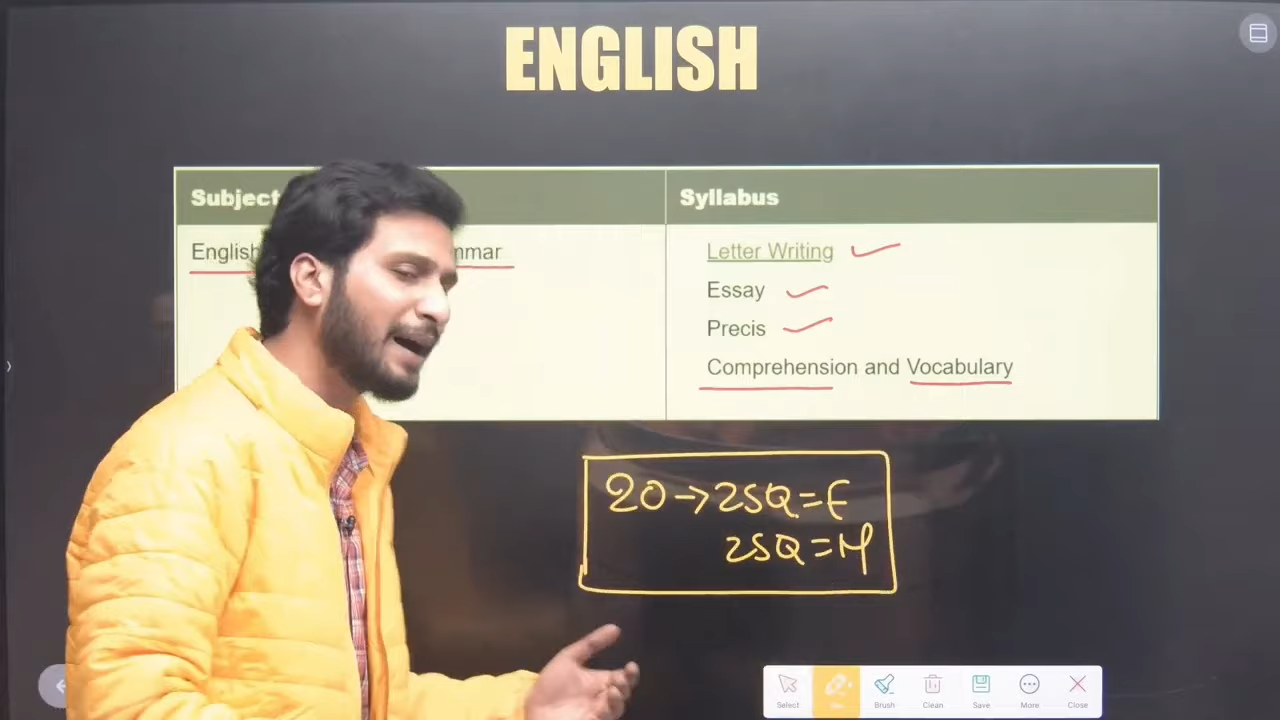 ENGLISH
Subject
Syllabus
English
mmar
Letter Writing
Essay
Precis
Comprehension and Vocabulary
20→25Q=E
25Q=M
Select
Brush
Clean
Save
More
Close